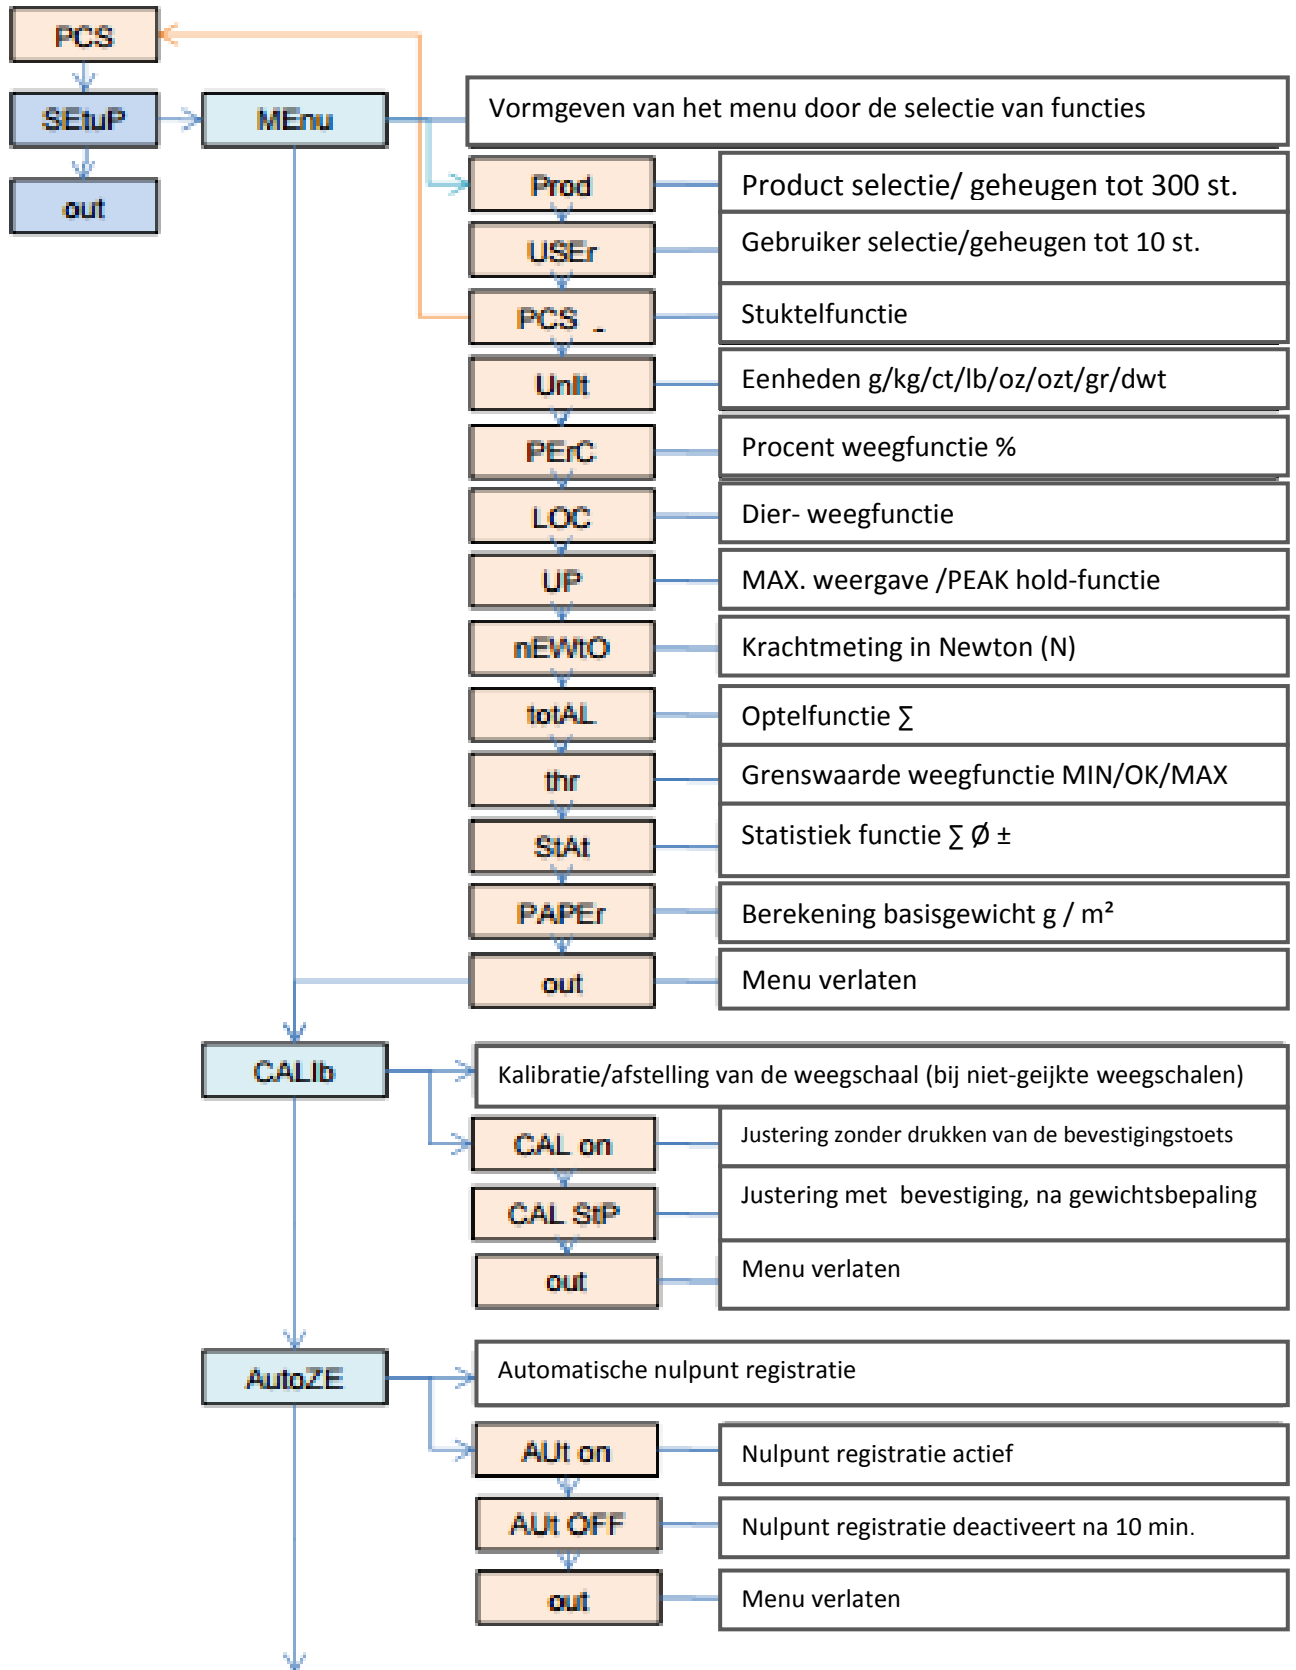 PCS
SEtuP
MEnu
Vormgeven van het menu door de selectie van functies
out
Prod
Product selectie/ geheugen tot 300 st.
USEr
Gebruiker selectie/geheugen tot 10 st.
PCS _
Stuktelfunctie
UnIt
Eenheden g/kg/ct/lb/oz/ozt/gr/dwt
PErC
Procent weegfunctie %
LOC
Dier- weegfunctie
UP
MAX. weergave /PEAK hold-functie
nEWtO
Krachtmeting in Newton (N)
totAL
Optelfunctie ∑
thr
Grenswaarde weegfunctie MIN/OK/MAX
StAt
Statistiek functie ∑ Ø ±
PAPEr
Berekening basisgewicht g / m²
out
Menu verlaten
CALIb
Kalibratie/afstelling van de weegschaal (bij niet-geijkte weegschalen)
CAL on
Justering zonder drukken van de bevestigingstoets
CAL StP
Justering met  bevestiging, na gewichtsbepaling
out
Menu verlaten
AutoZE
Automatische nulpunt registratie
AUt on
Nulpunt registratie actief
AUt OFF
Nulpunt registratie deactiveert na 10 min.
out
Menu verlaten